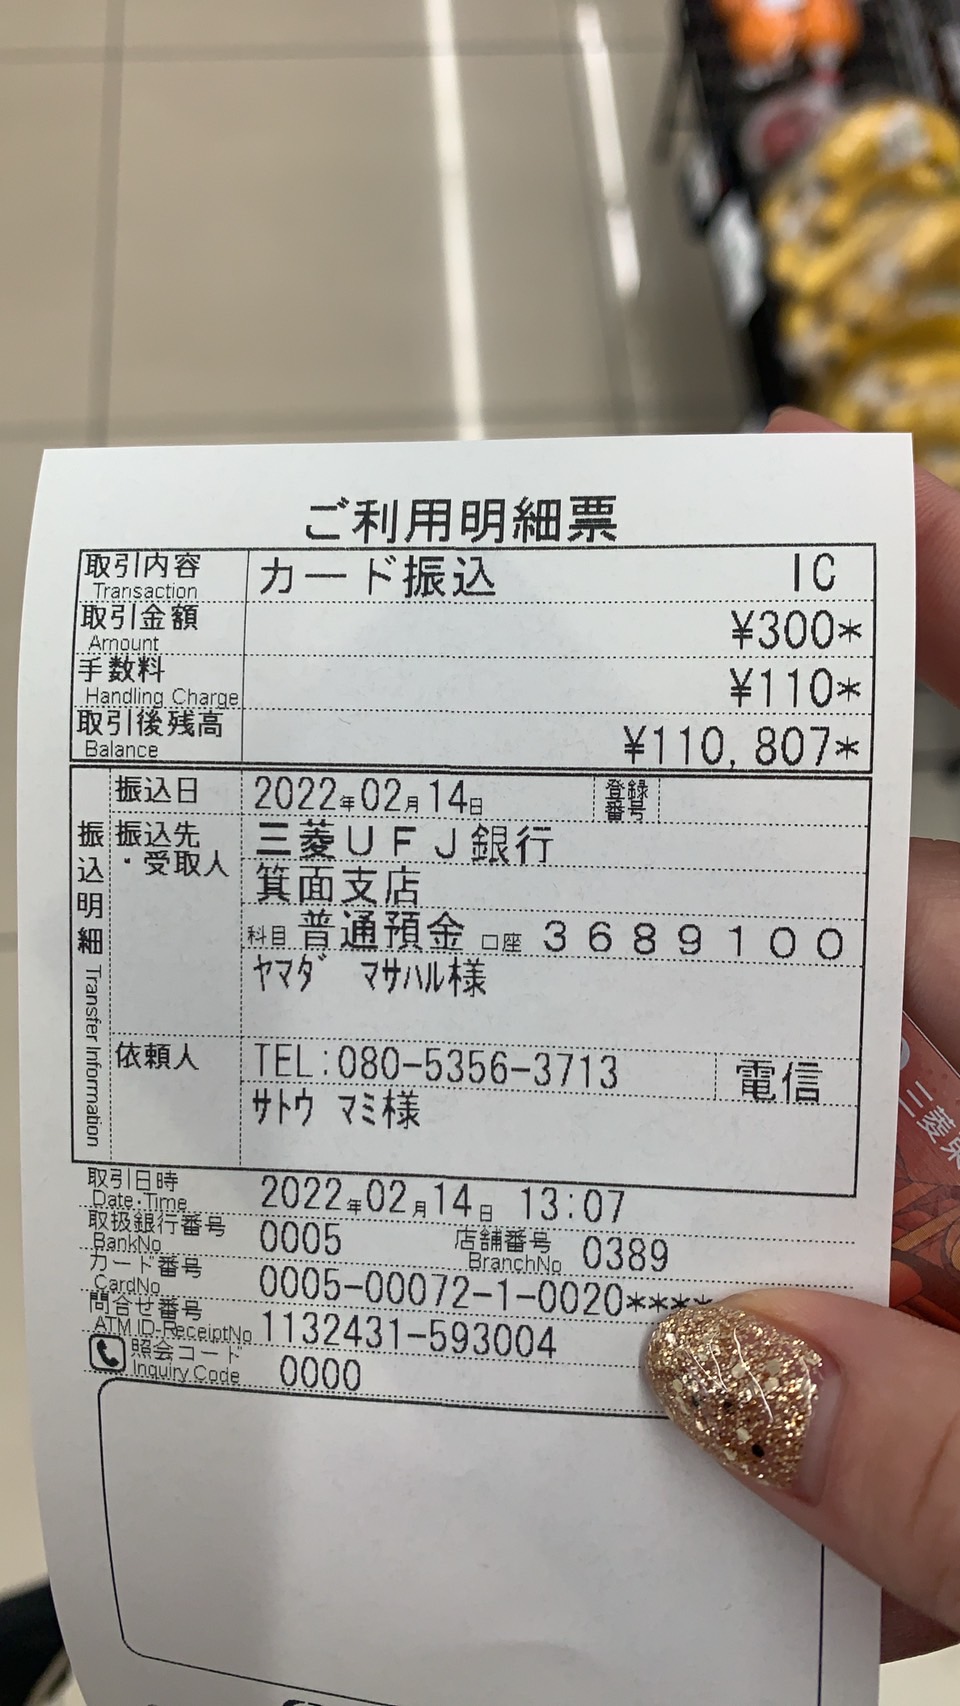 ご利用明細票
取引内容 カード振込 IC
Transaction
取引金額 ¥300*
Amount
手数料 ¥110*
Handling Charge
取引後残高 ¥110,807*
Balance
振込明細 Transfer Information
振込日 2022年02月14日 登録番号
振込先・受取人 三菱UFJ銀行
箕面支店
科目 普通預金 口座 3689100
ヤマダ マサハル様
依頼人 TEL:080-5356-3713 電信
サトウ マミ様
取引日時 2022年02月14日 13:07
Date・Time
取扱銀行番号 0005 店舗番号 0389
BankNo BranchNo
カード番号 0005-00072-1-0020****
CardNo
問合せ番号 1132431-593004
ATM ID-ReceiptNo
照会コード 0000
Inquiry Code
三菱